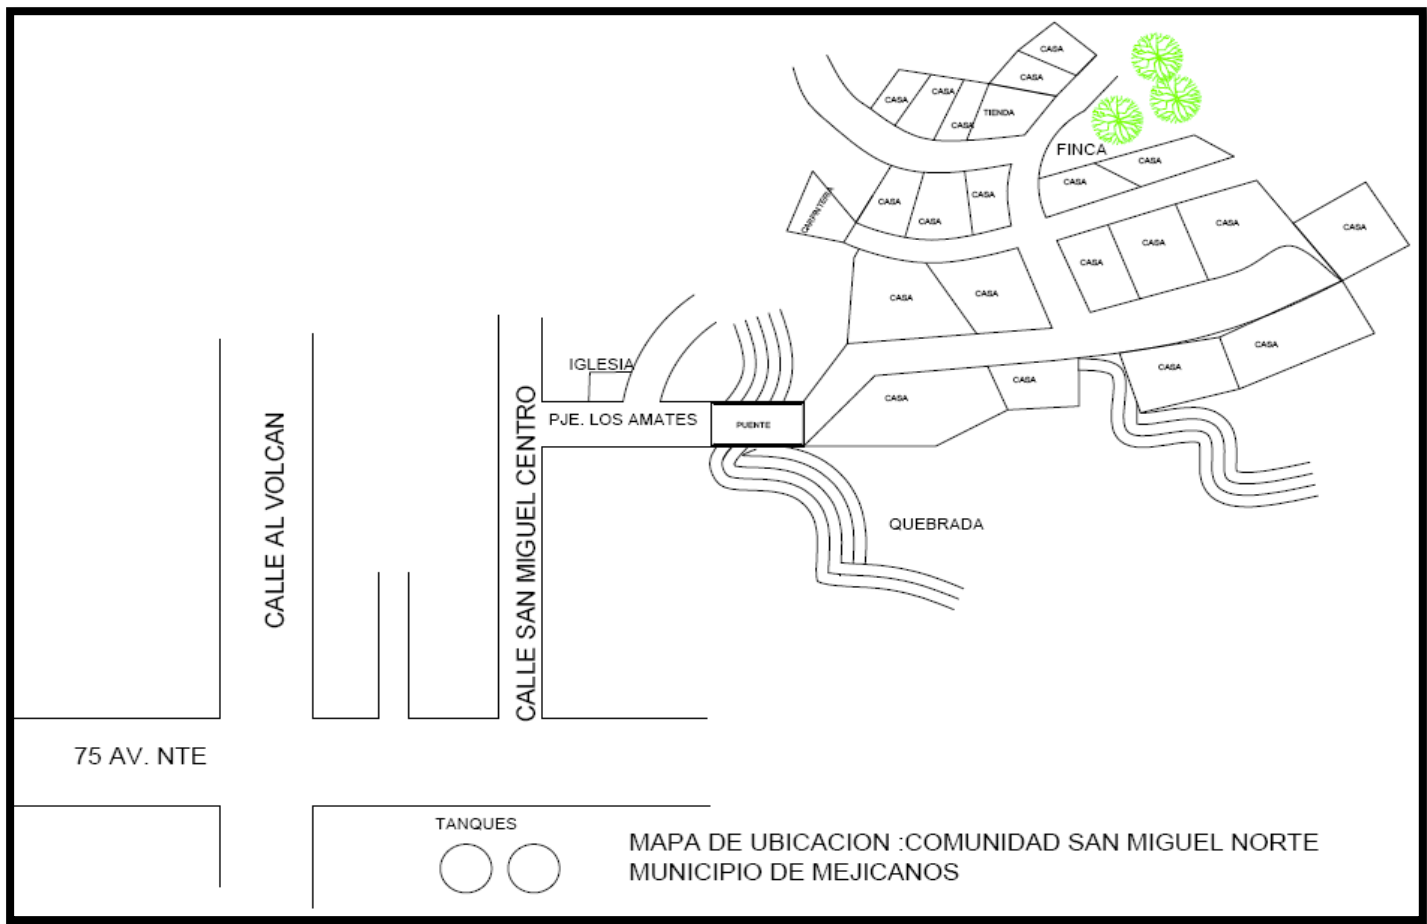 CASA
CASA
CASA
CASA
CASA
TIENDA
FINCA
CASA
CASA
CARPINTERIA
CASA
CASA
CASA
CASA
CASA
CASA
CASA
CASA
CASA
IGLESIA
CASA
CASA
CASA
CASA
PJE. LOS AMATES
PUENTE
QUEBRADA
CALLE AL VOLCAN
CALLE SAN MIGUEL CENTRO
75 AV. NTE
TANQUES
MAPA DE UBICACION :COMUNIDAD SAN MIGUEL NORTE
MUNICIPIO DE MEJICANOS